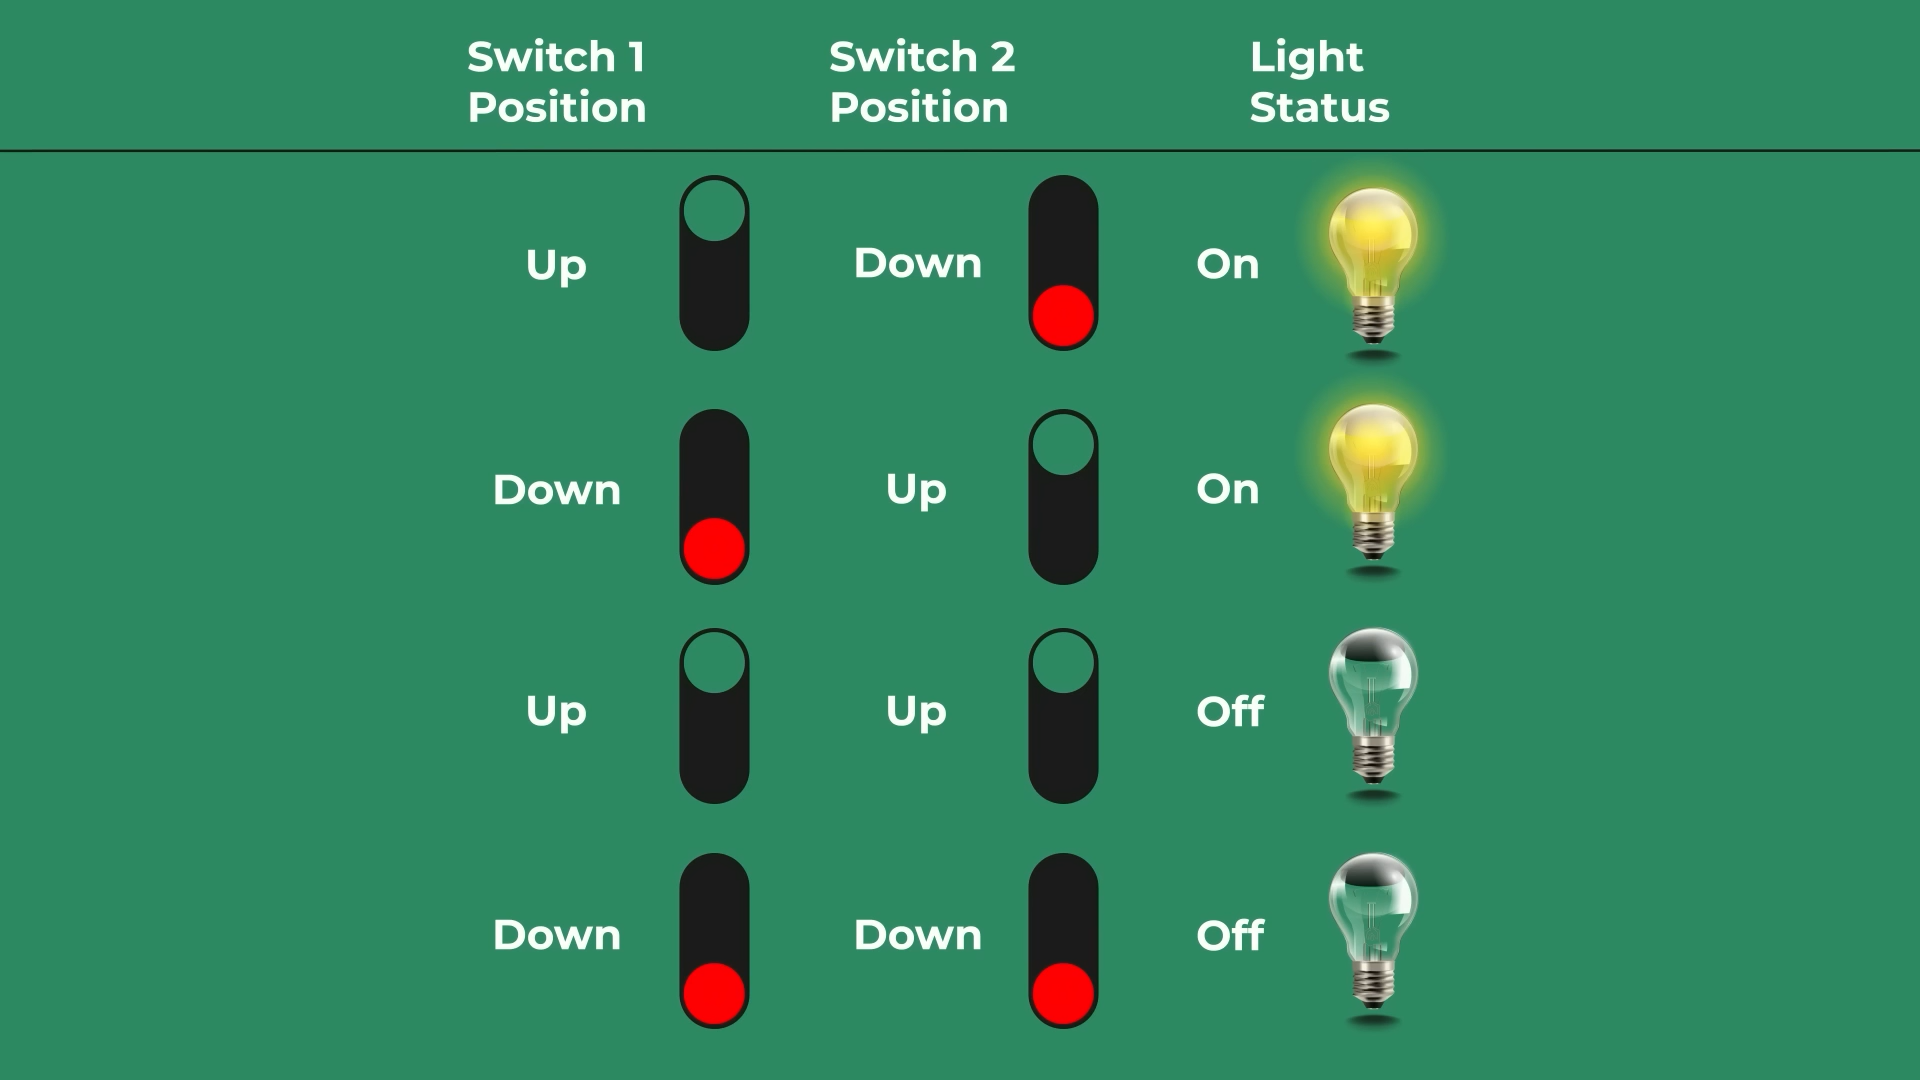 Switch 1
Position
Switch 2
Position
Light
Status
Up
Down
On
Down
Up
On
Up
Up
Off
Down
Down
Off